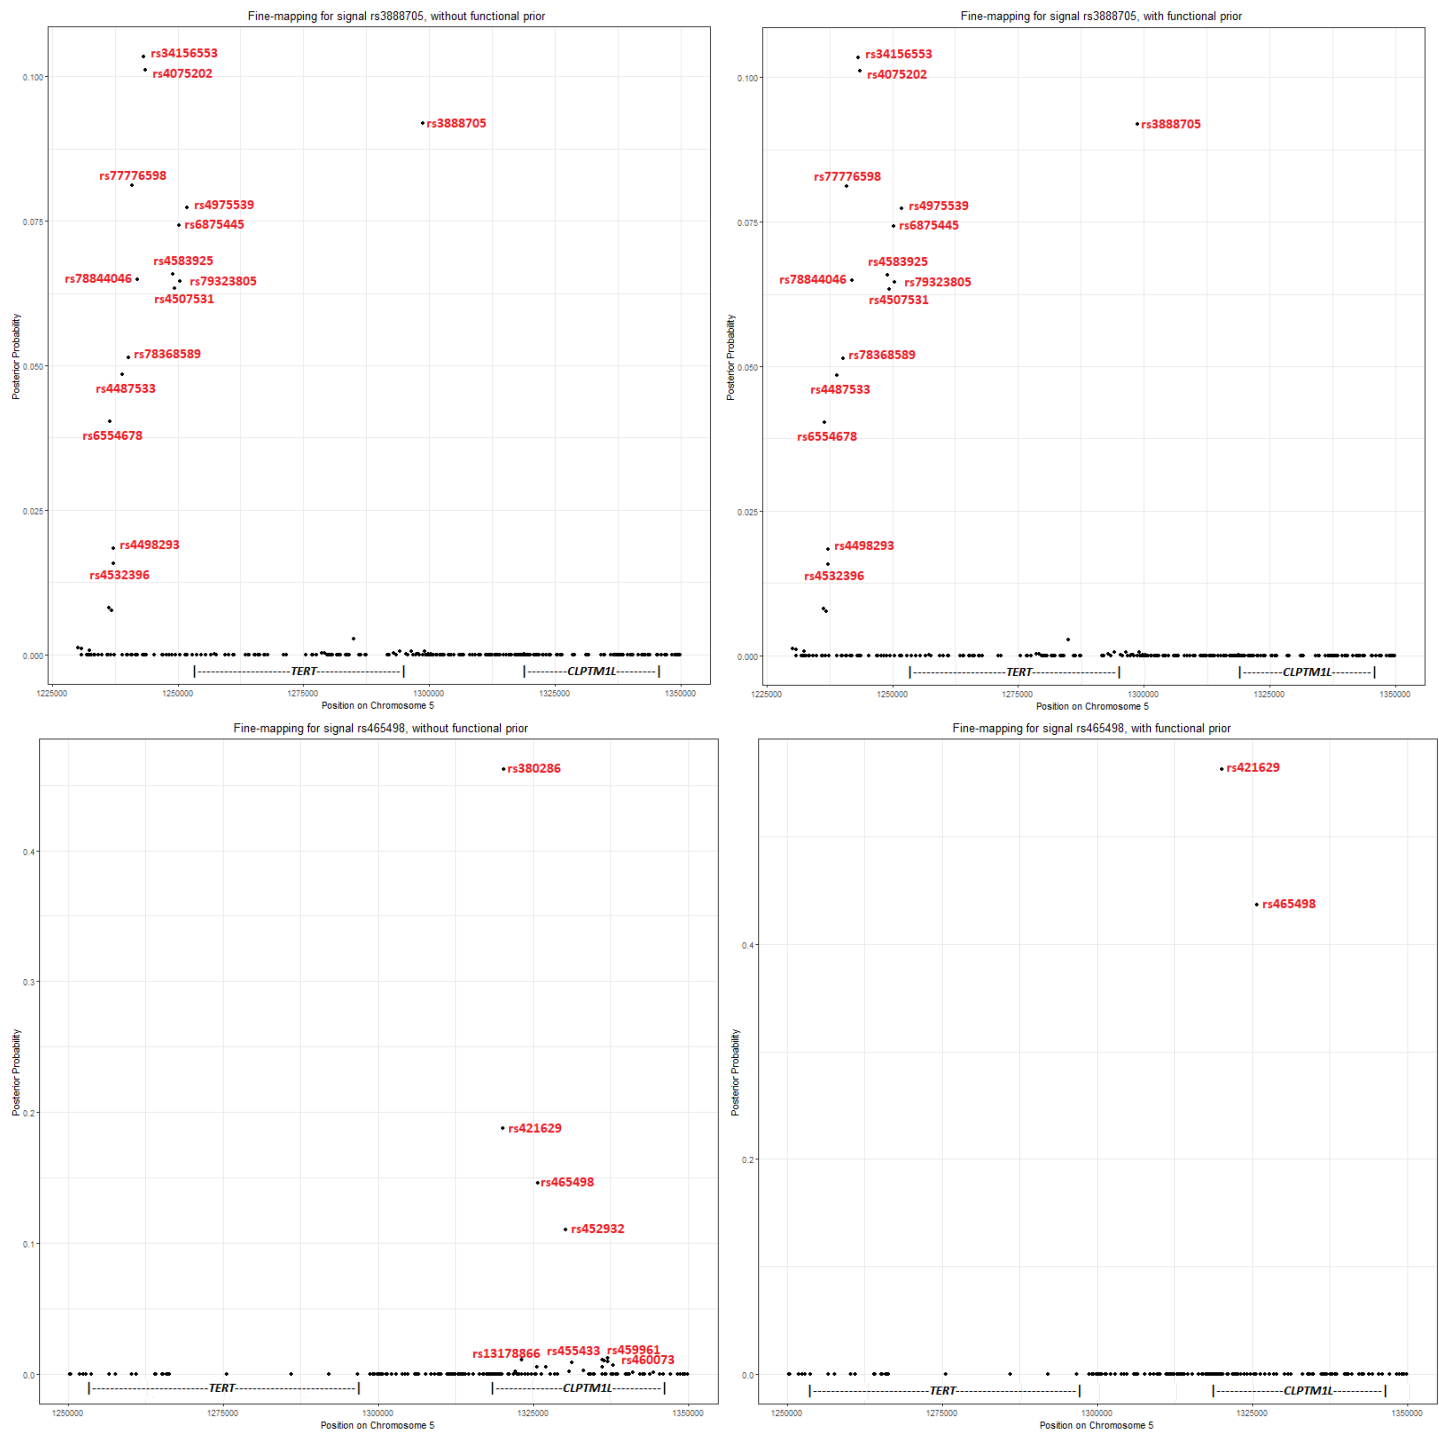 Fine-mapping for signal rs3888705, without functional prior
rs34156553
rs4075202
0.100
rs3888705
rs77776598
rs4975539
0.075
rs6875445
rs4583925
rs78844046
rs79323805
rs4507531
Posterior Probability
rs78368589
0.050
rs4487533
rs6554678
0.025
rs4498293
rs4532396
0.000
|--------------------TERT--------------------|
|---------CLPTM1L---------|
1225000 1250000 1275000 1300000 1325000 1350000
Position on Chromosome 5
Fine-mapping for signal rs3888705, with functional prior
rs34156553
rs4075202
0.100
rs3888705
rs77776598
rs4975539
0.075
rs6875445
rs4583925
rs78844046
rs79323805
rs4507531
Posterior Probability
rs78368589
0.050
rs4487533
rs6554678
0.025
rs4498293
rs4532396
0.000
|--------------------TERT--------------------|
|---------CLPTM1L---------|
1225000 1250000 1275000 1300000 1325000 1350000
Position on Chromosome 5
Fine-mapping for signal rs465498, without functional prior
rs380286
0.4
0.3
Posterior Probability
0.2
rs421629
rs465498
rs452932
0.1
rs13178866 rs455433 rs459961
rs460073
0.0
|-------------------------TERT--------------------------|
|-------------CLPTM1L-----------|
1250000 1275000 1300000 1325000 1350000
Position on Chromosome 5
Fine-mapping for signal rs465498, with functional prior
rs421629
rs465498
0.4
Posterior Probability
0.2
0.0
|-------------------------TERT--------------------------|
|-------------CLPTM1L-----------|
1250000 1275000 1300000 1325000 1350000
Position on Chromosome 5